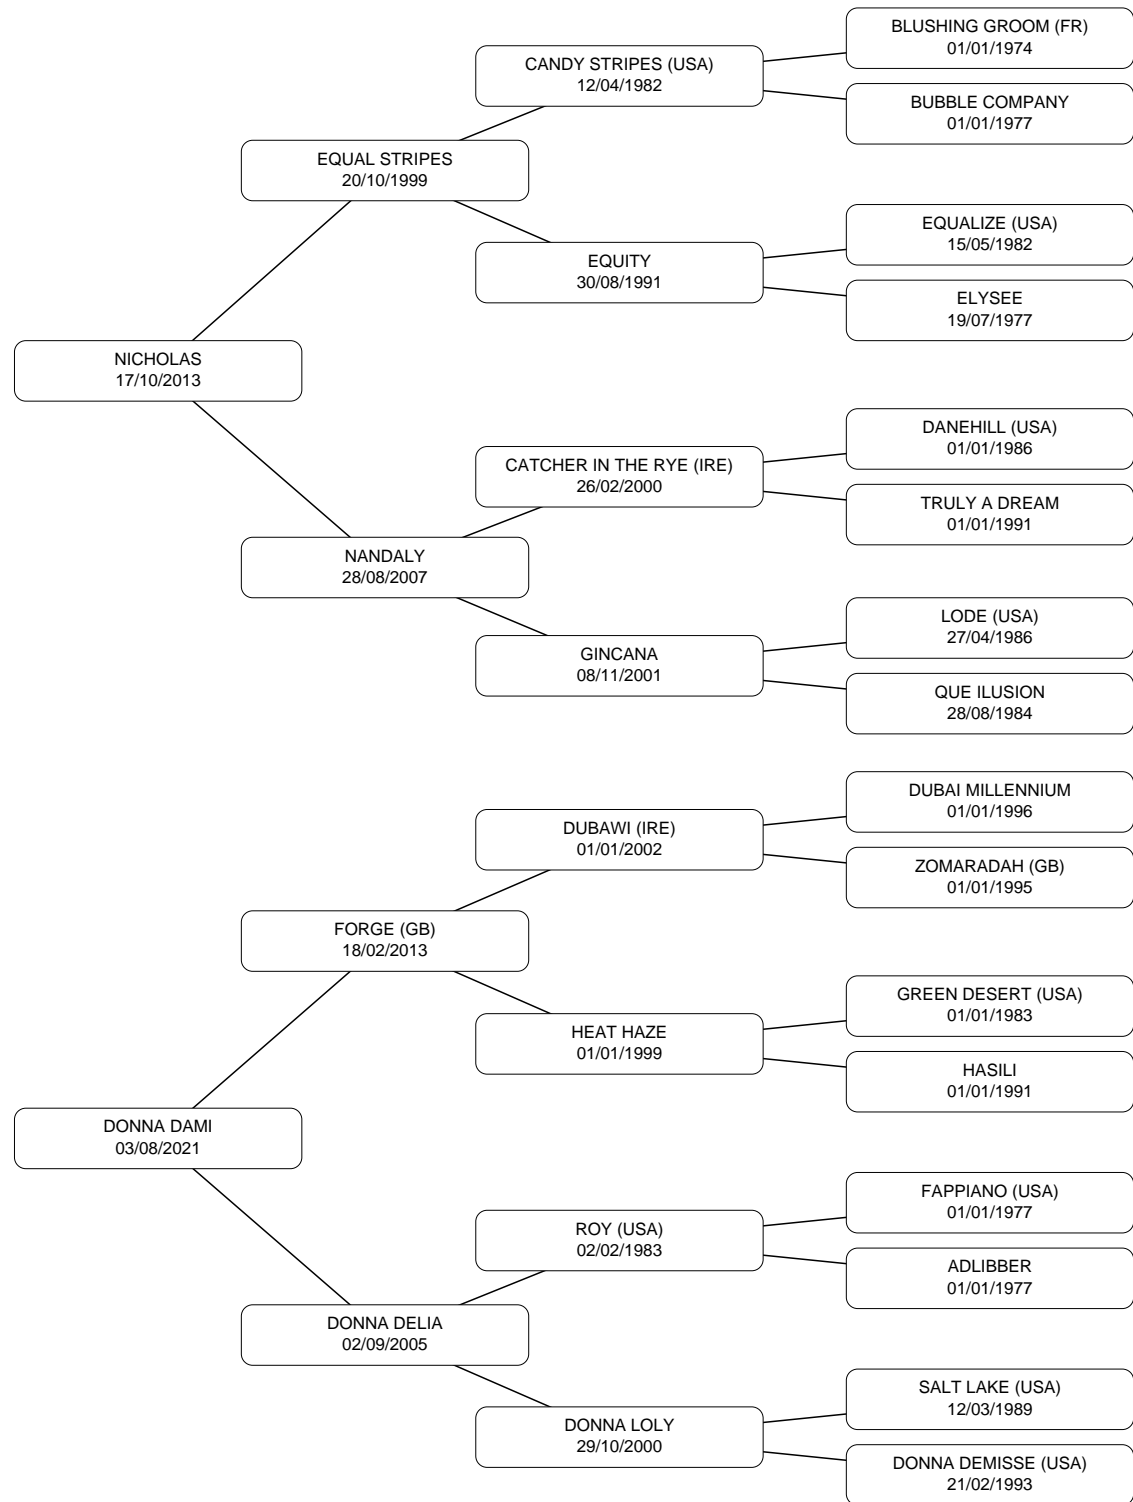 BLUSHING GROOM (FR)
01/01/1974
CANDY STRIPES (USA)
12/04/1982
BUBBLE COMPANY
01/01/1977
EQUAL STRIPES
20/10/1999
EQUALIZE (USA)
15/05/1982
EQUITY
30/08/1991
ELYSEE
19/07/1977
NICHOLAS
17/10/2013
DANEHILL (USA)
01/01/1986
CATCHER IN THE RYE (IRE)
26/02/2000
TRULY A DREAM
01/01/1991
NANDALY
28/08/2007
LODE (USA)
27/04/1986
GINCANA
08/11/2001
QUE ILUSION
28/08/1984
DUBAI MILLENNIUM
01/01/1996
DUBAWI (IRE)
01/01/2002
ZOMARADAH (GB)
01/01/1995
FORGE (GB)
18/02/2013
GREEN DESERT (USA)
01/01/1983
HEAT HAZE
01/01/1999
HASILI
01/01/1991
DONNA DAMI
03/08/2021
FAPPIANO (USA)
01/01/1977
ROY (USA)
02/02/1983
ADLIBBER
01/01/1977
DONNA DELIA
02/09/2005
SALT LAKE (USA)
12/03/1989
DONNA LOLY
29/10/2000
DONNA DEMISSE (USA)
21/02/1993